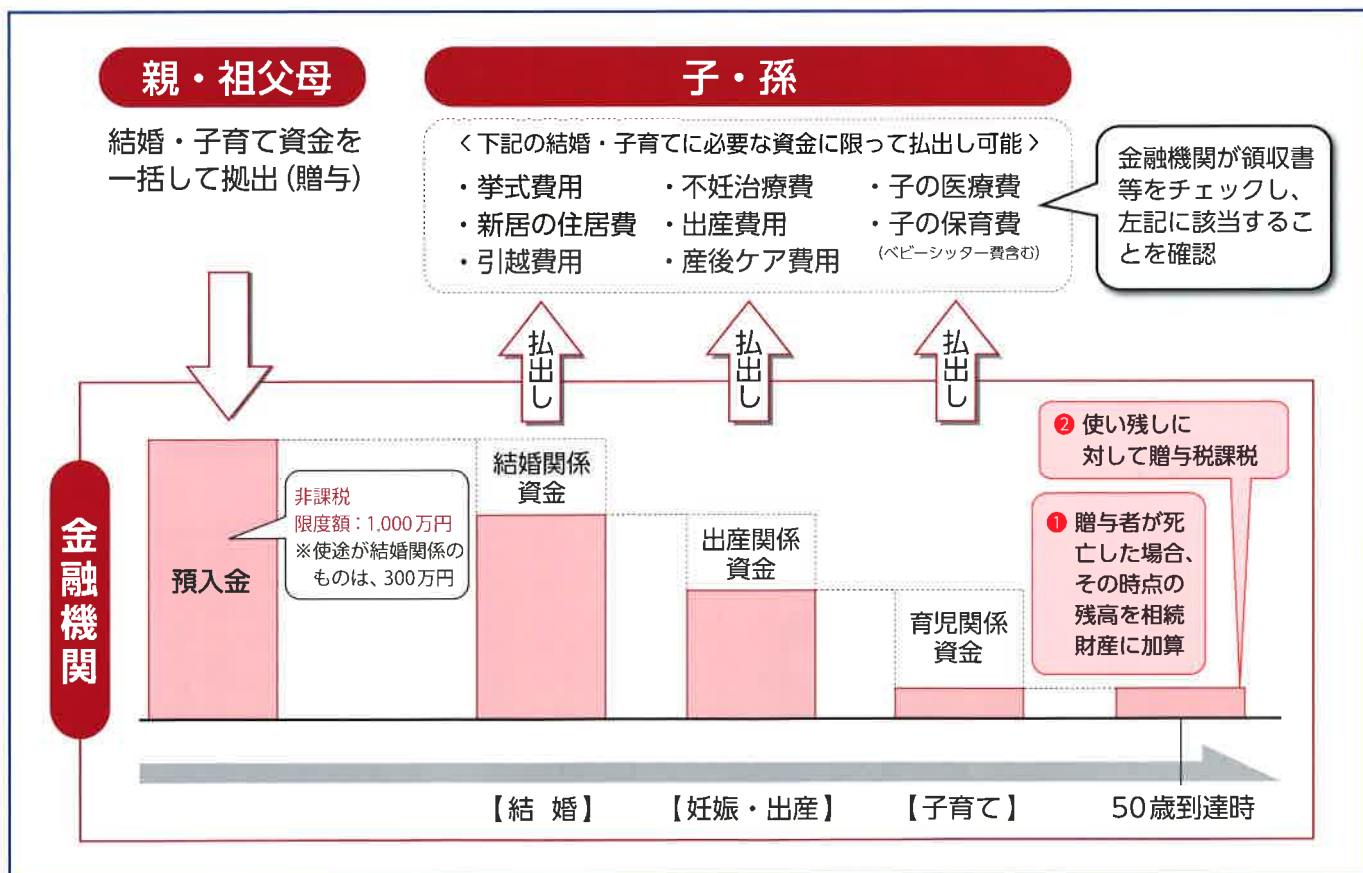 親・祖父母
結婚・子育て資金を
一括して拠出（贈与）
子・孫
〈下記の結婚・子育てに必要な資金に限って払出し可能〉
・挙式費用
・新居の住居費
・引越費用
・不妊治療費
・出産費用
・産後ケア費用
・子の医療費
・子の保育費
（ベビーシッター費含む）
金融機関が領収書
等をチェックし、
左記に該当するこ
とを確認
払出し
払出し
払出し
金融機関
預入金
非課税
限度額：1,000万円
※使途が結婚関係の
ものは、300万円
結婚関係
資金
出産関係
資金
育児関係
資金
❷ 使い残しに
対して贈与税課税
❶ 贈与者が死
亡した場合、
その時点の
残高を相続
財産に加算
【結 婚】
【妊娠・出産】
【子育て】
50歳到達時